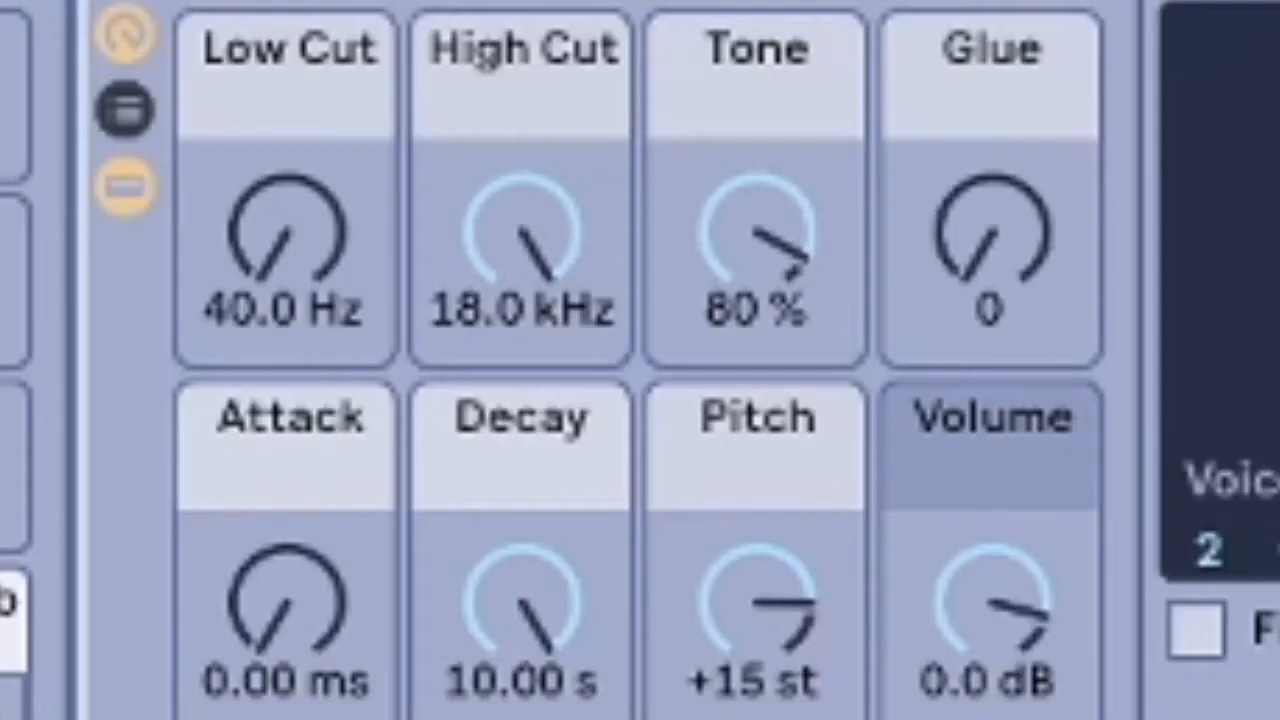 Low Cut High Cut Tone Glue
40.0 Hz 18.0 kHz 80 % 0
Attack Decay Pitch Volume
2
0.00 ms 10.00 s +15 st 0.0 dB